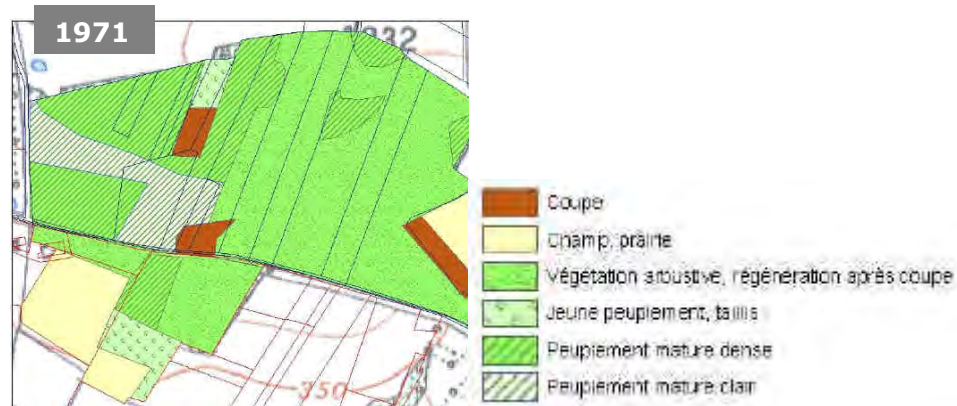 1971
1332
350
Coupe
Champ, prairie
Végétation arbustive, régénération après coupe
Jeune peuplement, taillis
Peuplement mature dense
Peuplement mature clair